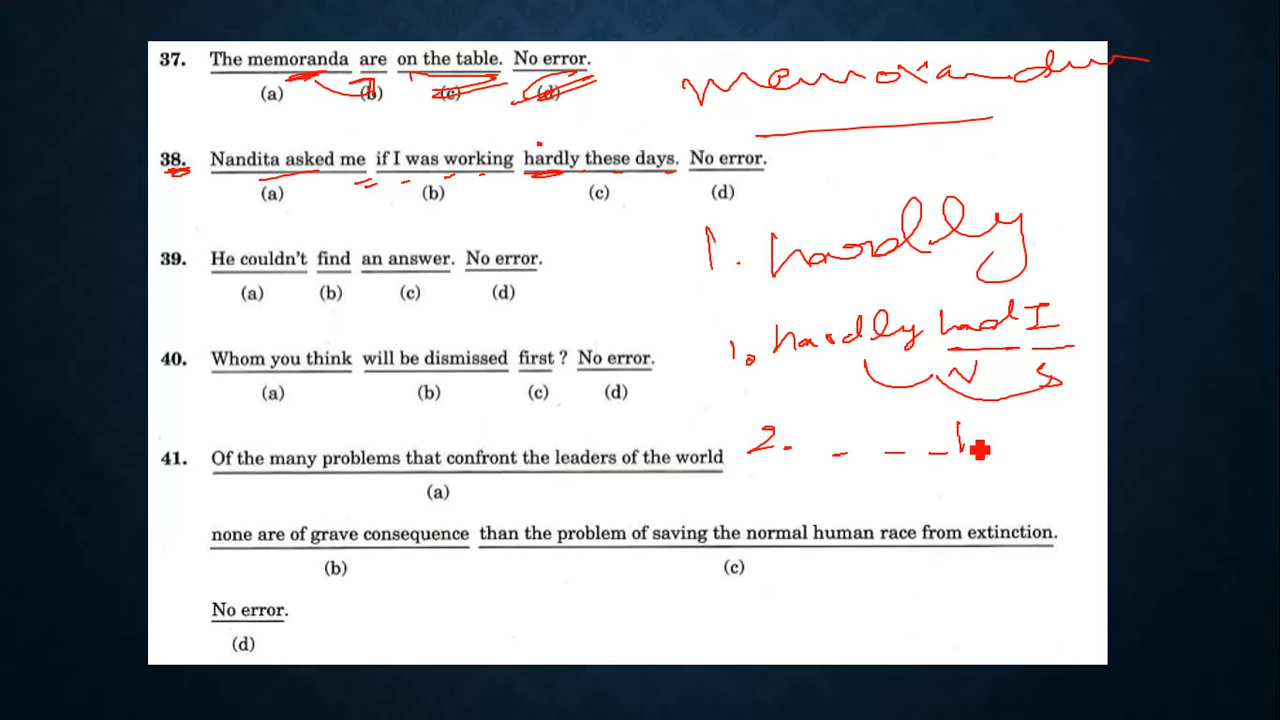 37. The memoranda are on the table. No error.
(a) (b) (c) (d)
memorandum
38. Nandita asked me if I was working hardly these days. No error.
(a) (b) (c) (d)
1. hardly
39. He couldn't find an answer. No error.
(a) (b) (c) (d)
1. hardly had I
V S
40. Whom you think will be dismissed first? No error.
(a) (b) (c) (d)
2.
41. Of the many problems that confront the leaders of the world
(a)
none are of grave consequence than the problem of saving the normal human race from extinction.
(b) (c)
No error.
(d)